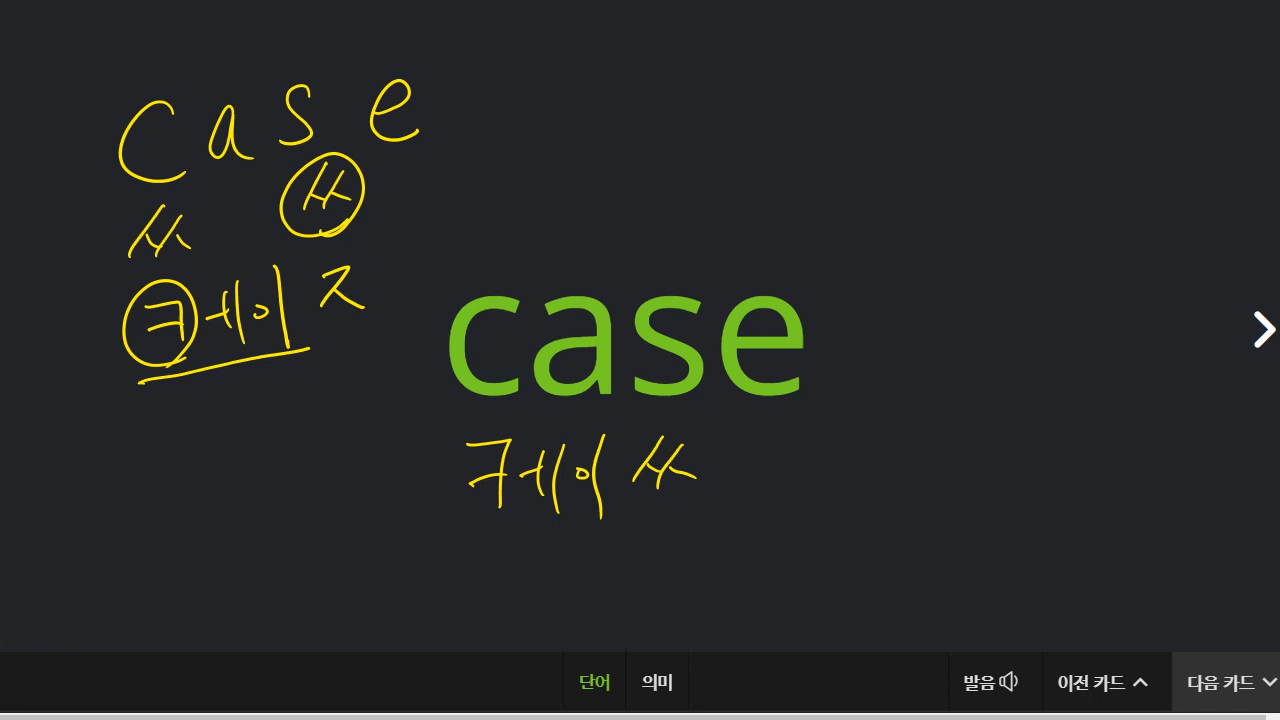 case
ㅆ ㅆ
케이 ㅈ
case
케이ㅆ
단어 의미 발음 이전 카드 다음 카드